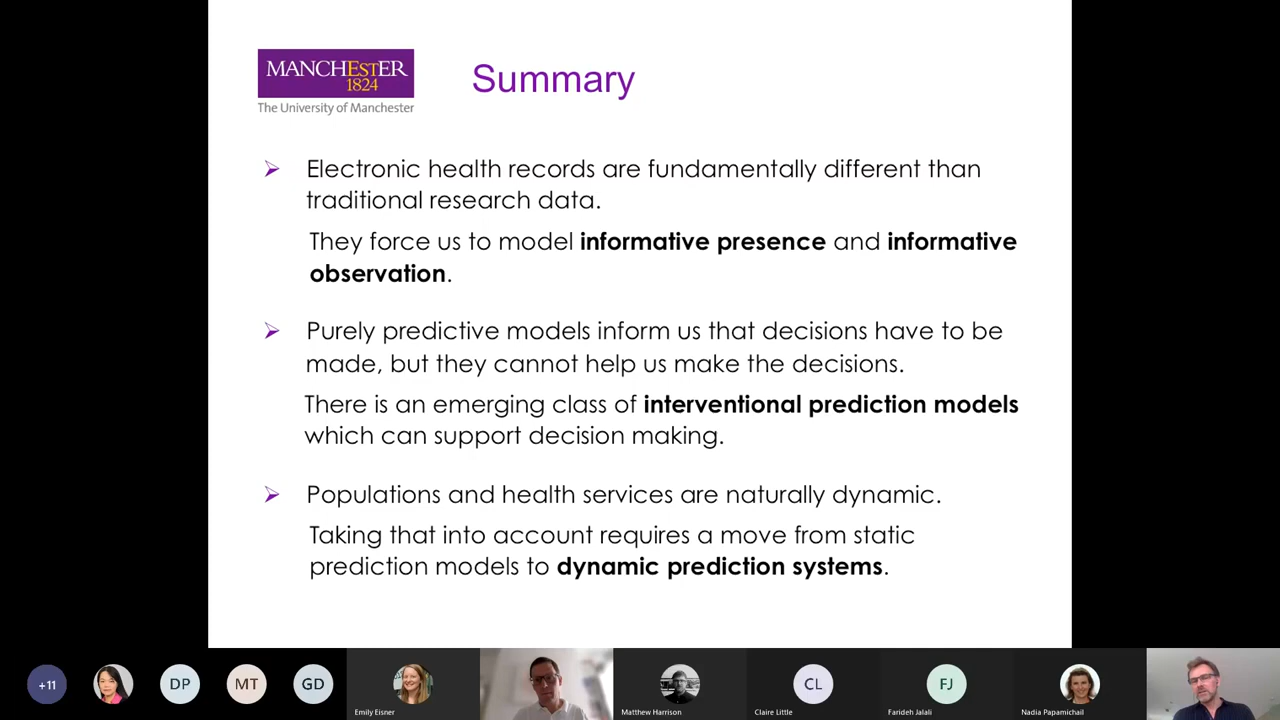 MANCHESTER
1824
The University of Manchester
Summary
Electronic health records are fundamentally different than
traditional research data.
They force us to model informative presence and informative
observation.
Purely predictive models inform us that decisions have to be
made, but they cannot help us make the decisions.
There is an emerging class of interventional prediction models
which can support decision making.
Populations and health services are naturally dynamic.
Taking that into account requires a move from static
prediction models to dynamic prediction systems.
+11
DP
MT
GD
Emily Eisner
Matthew Harrison
CL
Claire Little
FJ
Farideh Jalali
Nadia Papamichail